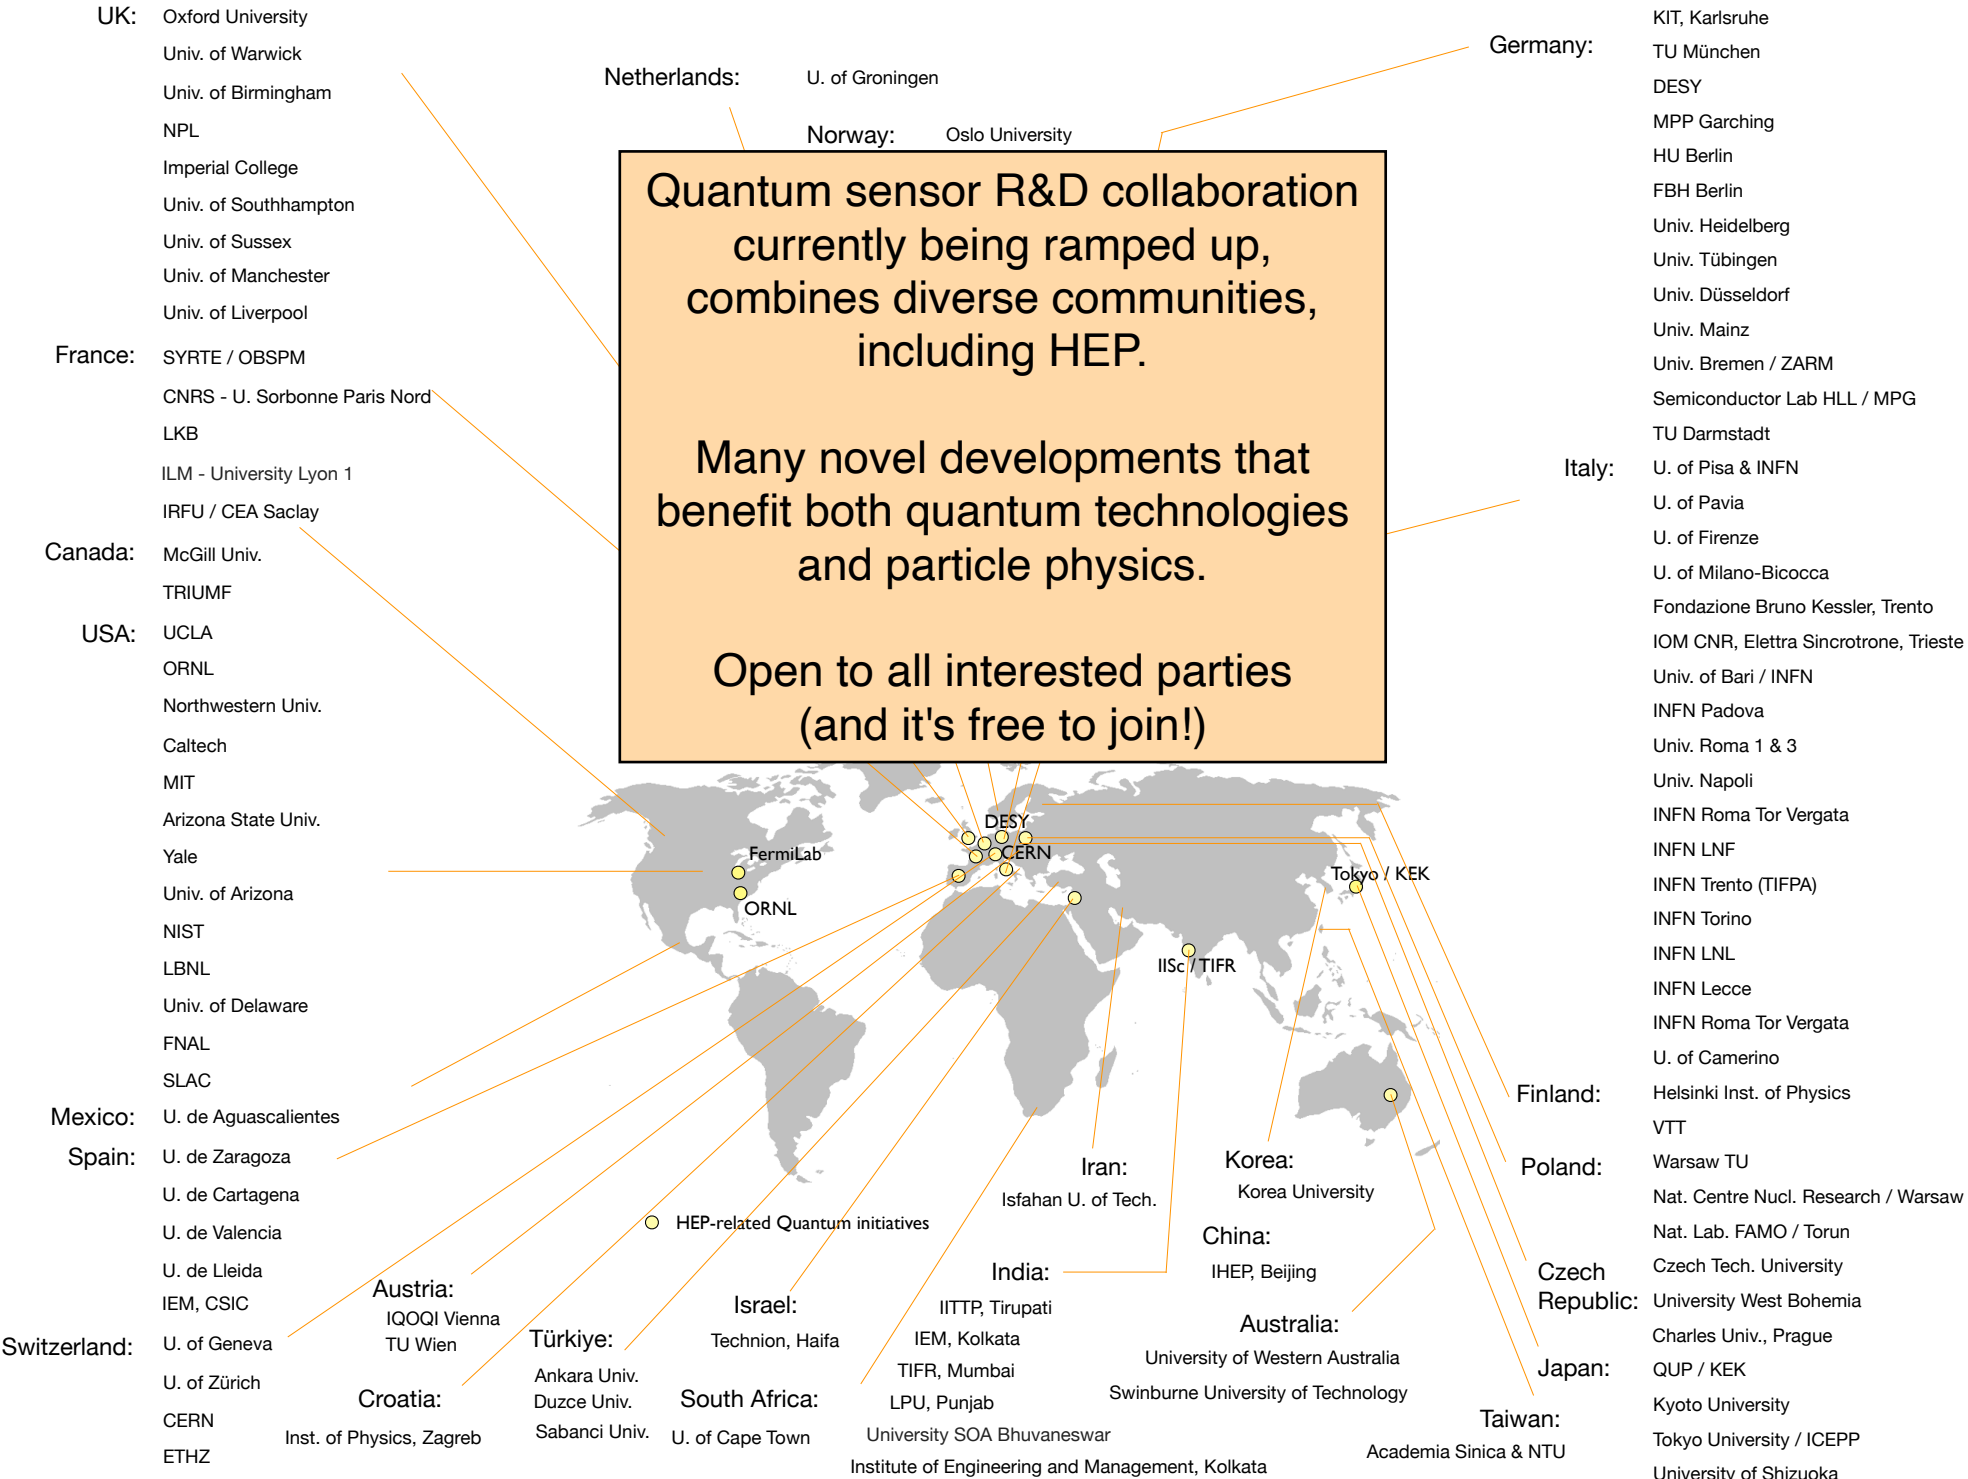 UK:
Oxford University
Univ. of Warwick
Univ. of Birmingham
NPL
Imperial College
Univ. of Southhampton
Univ. of Sussex
Univ. of Manchester
Univ. of Liverpool
France:
SYRTE / OBSPM
CNRS - U. Sorbonne Paris Nord
LKB
ILM - University Lyon 1
IRFU / CEA Saclay
Canada:
McGill Univ.
TRIUMF
USA:
UCLA
ORNL
Northwestern Univ.
Caltech
MIT
Arizona State Univ.
Yale
Univ. of Arizona
NIST
LBNL
Univ. of Delaware
FNAL
SLAC
Mexico:
U. de Aguascalientes
Spain:
U. de Zaragoza
U. de Cartagena
U. de Valencia
U. de Lleida
IEM, CSIC
Switzerland:
U. of Geneva
U. of Zürich
CERN
ETHZ
Netherlands:
U. of Groningen
Norway:
Oslo University
Quantum sensor R&D collaboration
currently being ramped up,
combines diverse communities,
including HEP.
Many novel developments that
benefit both quantum technologies
and particle physics.
Open to all interested parties
(and it's free to join!)
DESY
CERN
FermiLab
ORNL
Tokyo / KEK
IISc / TIFR
HEP-related Quantum initiatives
Austria:
IQOQI Vienna
TU Wien
Croatia:
Inst. of Physics, Zagreb
Türkiye:
Ankara Univ.
Duzce Univ.
Sabanci Univ.
Israel:
Technion, Haifa
South Africa:
U. of Cape Town
Iran:
Isfahan U. of Tech.
India:
IITTP, Tirupati
IEM, Kolkata
TIFR, Mumbai
LPU, Punjab
University SOA Bhuvaneswar
Institute of Engineering and Management, Kolkata
Korea:
Korea University
China:
IHEP, Beijing
Australia:
University of Western Australia
Swinburne University of Technology
Taiwan:
Academia Sinica & NTU
Germany:
KIT, Karlsruhe
TU München
DESY
MPP Garching
HU Berlin
FBH Berlin
Univ. Heidelberg
Univ. Tübingen
Univ. Düsseldorf
Univ. Mainz
Univ. Bremen / ZARM
Semiconductor Lab HLL / MPG
TU Darmstadt
Italy:
U. of Pisa & INFN
U. of Pavia
U. of Firenze
U. of Milano-Bicocca
Fondazione Bruno Kessler, Trento
IOM CNR, Elettra Sincrotrone, Trieste
Univ. of Bari / INFN
INFN Padova
Univ. Roma 1 & 3
Univ. Napoli
INFN Roma Tor Vergata
INFN LNF
INFN Trento (TIFPA)
INFN Torino
INFN LNL
INFN Lecce
INFN Roma Tor Vergata
U. of Camerino
Finland:
Helsinki Inst. of Physics
VTT
Poland:
Warsaw TU
Nat. Centre Nucl. Research / Warsaw
Nat. Lab. FAMO / Torun
Czech
Republic:
Czech Tech. University
University West Bohemia
Charles Univ., Prague
Japan:
QUP / KEK
Kyoto University
Tokyo University / ICEPP
University of Shizuoka